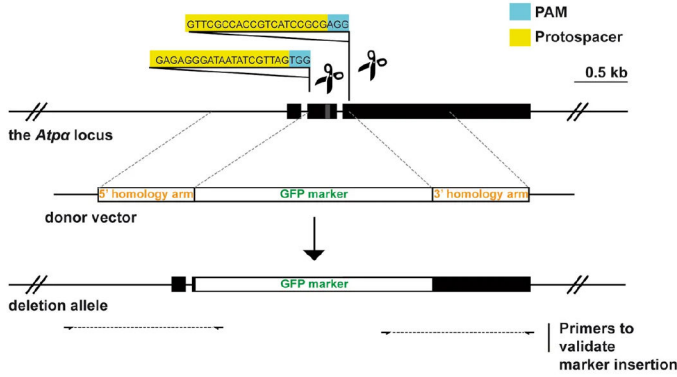 GTTCGCCACCGTCATCCGCGAGG
PAM
Protospacer
GAGAGGGATAATATCGTTAGTGG
0.5 kb
the Atpα locus
5' homology arm
GFP marker
3' homology arm
donor vector
GFP marker
deletion allele
Primers to
validate
marker insertion